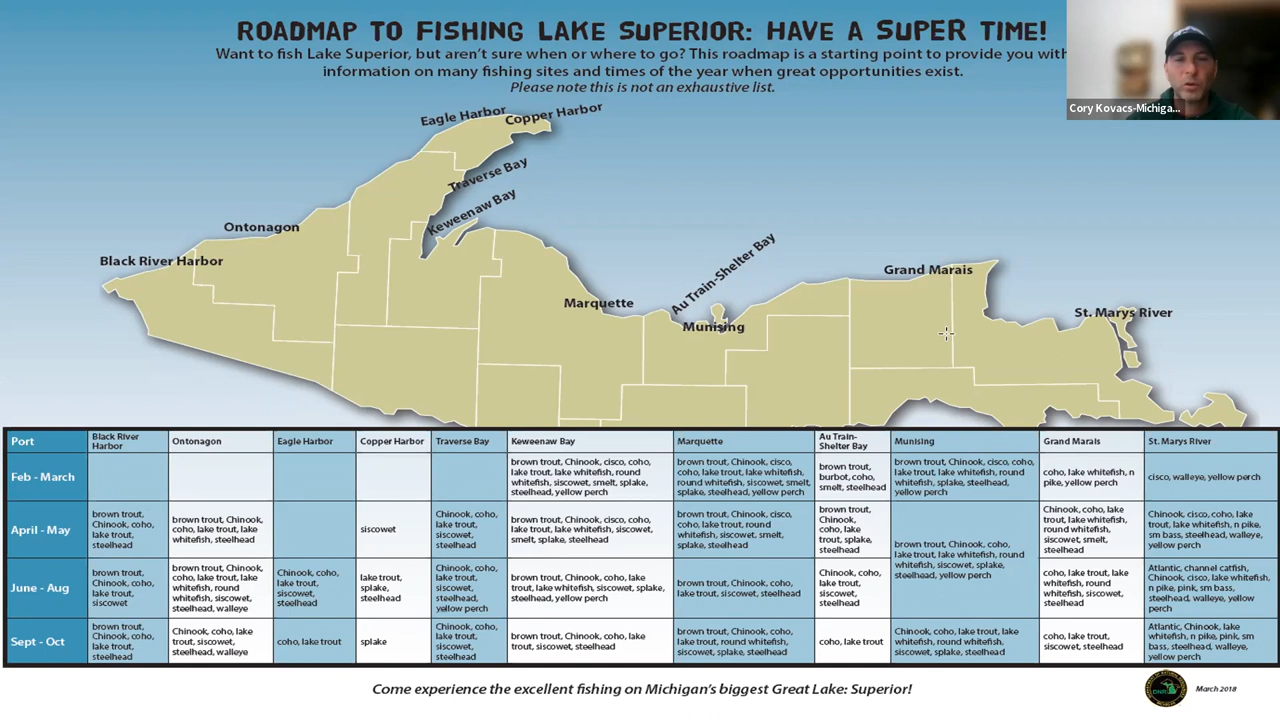 ROADMAP TO FISHING LAKE SUPERIOR: HAVE A SUPER TIME!
Want to fish Lake Superior, but aren't sure when or where to go? This roadmap is a starting point to provide you with
information on many fishing sites and times of the year when great opportunities exist.
Please note this is not an exhaustive list.
Cory Kovacs-Michiga...
Eagle Harbor
Copper Harbor
Traverse Bay
Keweenaw Bay
Ontonagon
Black River Harbor
Marquette
Au Train-Shelter Bay
Munising
Grand Marais
St. Marys River
Port
Black River
Harbor
Ontonagon
Eagle Harbor
Copper Harbor
Traverse Bay
Keweenaw Bay
Marquette
Au Train-
Shelter Bay
Munising
Grand Marais
St. Marys River
Feb - March
brown trout, Chinook, cisco, coho,
lake trout, lake whitefish, round
whitefish, siscowet, smelt, splake,
steelhead, yellow perch
brown trout, Chinook, cisco,
coho, lake trout, lake whitefish,
round whitefish, siscowet, smelt,
splake, steelhead, yellow perch
brown trout,
burbot, coho,
smelt, steelhead
brown trout, Chinook, cisco, coho,
lake trout, lake whitefish, round
whitefish, splake, steelhead,
yellow perch
coho, lake whitefish, n
pike, yellow perch
cisco, walleye, yellow perch
April - May
brown trout,
Chinook, coho,
lake trout,
steelhead
brown trout, Chinook,
coho, lake trout, lake
whitefish, steelhead
siscowet
Chinook, coho,
lake trout,
siscowet,
steelhead
brown trout, Chinook, cisco, coho,
lake trout, lake whitefish, siscowet,
smelt, splake, steelhead
brown trout, Chinook, cisco,
coho, lake trout, round
whitefish, siscowet, smelt,
splake, steelhead
brown trout,
Chinook,
coho, lake
trout, splake,
steelhead
brown trout, Chinook, coho,
lake trout, lake whitefish, round
whitefish, siscowet, splake,
steelhead, yellow perch
Chinook, coho, lake
trout, lake whitefish,
round whitefish,
siscowet, smelt,
steelhead
Chinook, cisco, coho, lake
trout, lake whitefish, n pike,
sm bass, steelhead, walleye,
yellow perch
June - Aug
brown trout,
Chinook, coho,
lake trout,
siscowet
brown trout, Chinook,
coho, lake trout, lake
whitefish, round
whitefish, siscowet,
steelhead, walleye
Chinook, coho,
lake trout,
siscowet,
steelhead
lake trout,
splake,
steelhead
Chinook, coho,
lake trout,
siscowet,
steelhead,
yellow perch
brown trout, Chinook, coho, lake
trout, lake whitefish, siscowet, splake,
steelhead, yellow perch
brown trout, Chinook, coho,
lake trout, siscowet, steelhead
Chinook, coho,
lake trout,
siscowet,
steelhead
coho, lake trout, lake
whitefish, round
whitefish, siscowet,
steelhead
Atlantic, channel catfish,
Chinook, cisco, lake whitefish,
n pike, pink, sm bass,
steelhead, walleye, yellow
perch
Sept - Oct
brown trout,
Chinook, coho,
lake trout,
steelhead
Chinook, coho, lake
trout, siscowet,
steelhead, walleye
coho, lake trout
splake
Chinook, coho,
lake trout,
siscowet,
steelhead
brown trout, Chinook, coho, lake
trout, siscowet, steelhead
brown trout, Chinook, coho,
lake trout, round whitefish,
siscowet, splake, steelhead
coho, lake trout
Chinook, coho, lake trout, lake
whitefish, round whitefish,
siscowet, splake, steelhead
coho, lake trout,
siscowet, steelhead
Atlantic, Chinook, lake
whitefish, n pike, pink, sm
bass, steelhead, walleye,
yellow perch
Come experience the excellent fishing on Michigan's biggest Great Lake: Superior!
DNR
March 2018